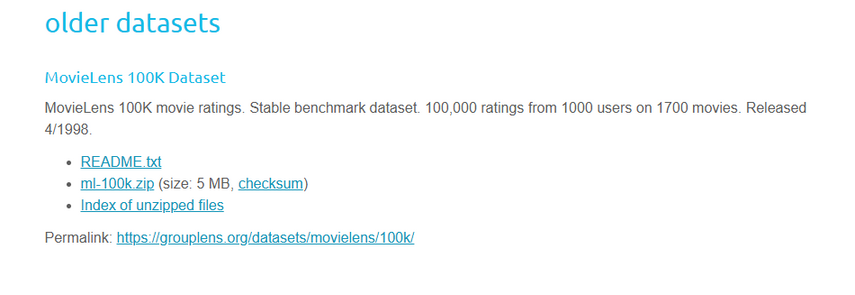 older datasets
MovieLens 100K Dataset
MovieLens 100K movie ratings. Stable benchmark dataset. 100,000 ratings from 1000 users on 1700 movies. Released
4/1998.
• README.txt
• ml-100k.zip (size: 5 MB, checksum)
• Index of unzipped files
Permalink: https://grouplens.org/datasets/movielens/100k/